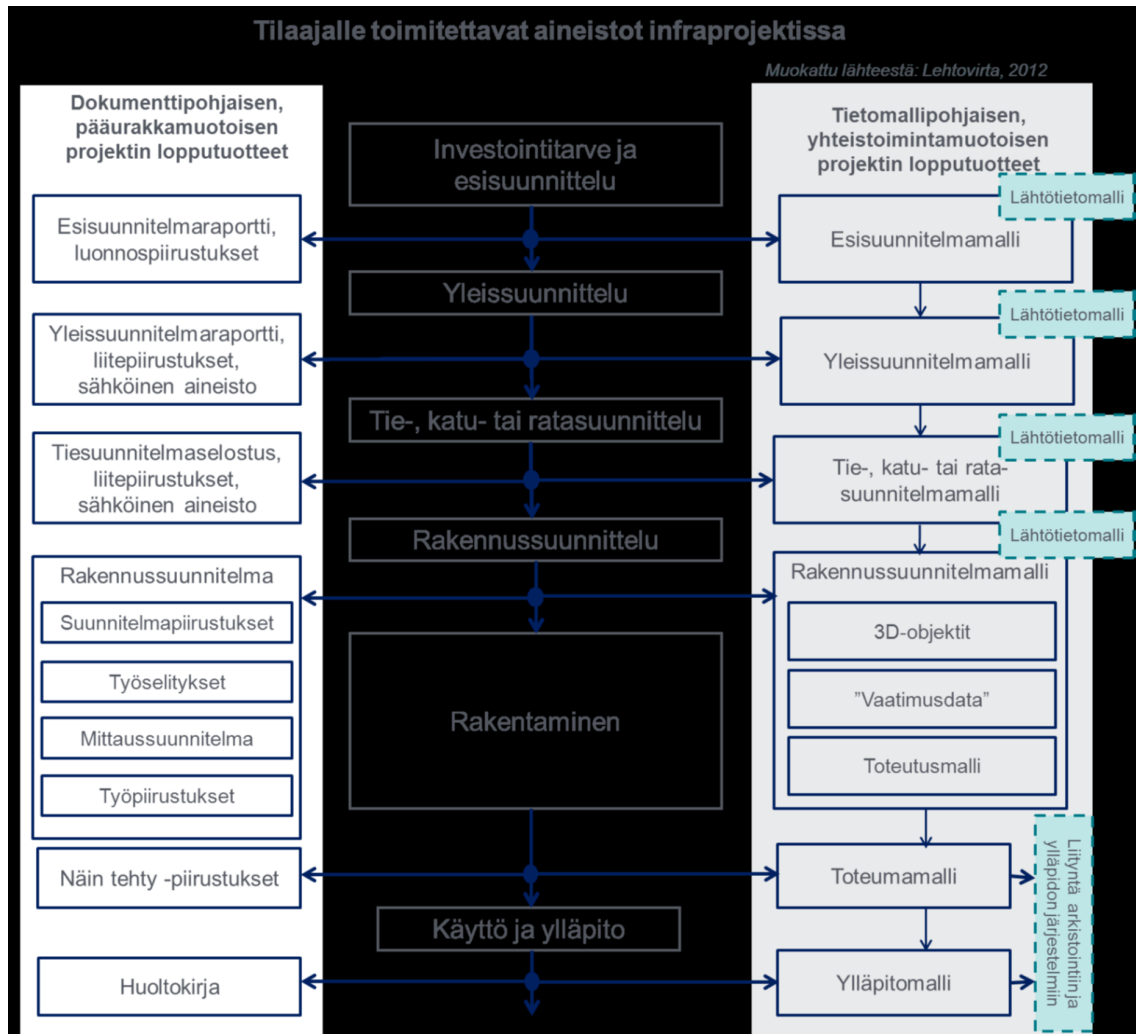 Tilaajalle toimitettavat aineistot infraprojektissa
Muokattu lähteestä: Lehtovirta, 2012
Dokumenttipohjaisen,
pääurakkamuotoisen
projektin lopputuotteet
Esisuunnitelmaraportti,
luonnospiirustukset
Yleissuunnitelmaraportti,
liitepiirustukset,
sähköinen aineisto
Tiesuunnitelmaselostus,
liitepiirustukset,
sähköinen aineisto
Rakennussuunnitelma
Suunnitelmapiirustukset
Työselitykset
Mittaussuunnitelma
Työpiirustukset
Näin tehty -piirustukset
Huoltokirja
Investointitarve ja
esisuunnittelu
Yleissuunnittelu
Tie-, katu- tai ratasuunnittelu
Rakennussuunnittelu
Rakentaminen
Käyttö ja ylläpito
Tietomallipohjaisen,
yhteistoimintamuotoisen
projektin lopputuotteet
Lähtötietomalli
Esisuunnitelmamalli
Lähtötietomalli
Yleissuunnitelmamalli
Lähtötietomalli
Tie-, katu- tai rata-
suunnitelmamalli
Lähtötietomalli
Rakennussuunnitelmamalli
3D-objektit
”Vaatimusdata”
Toteutusmalli
Toteumamalli
Ylläpitomalli
Liityntä arkistointiin ja
ylläpidon järjestelmiin